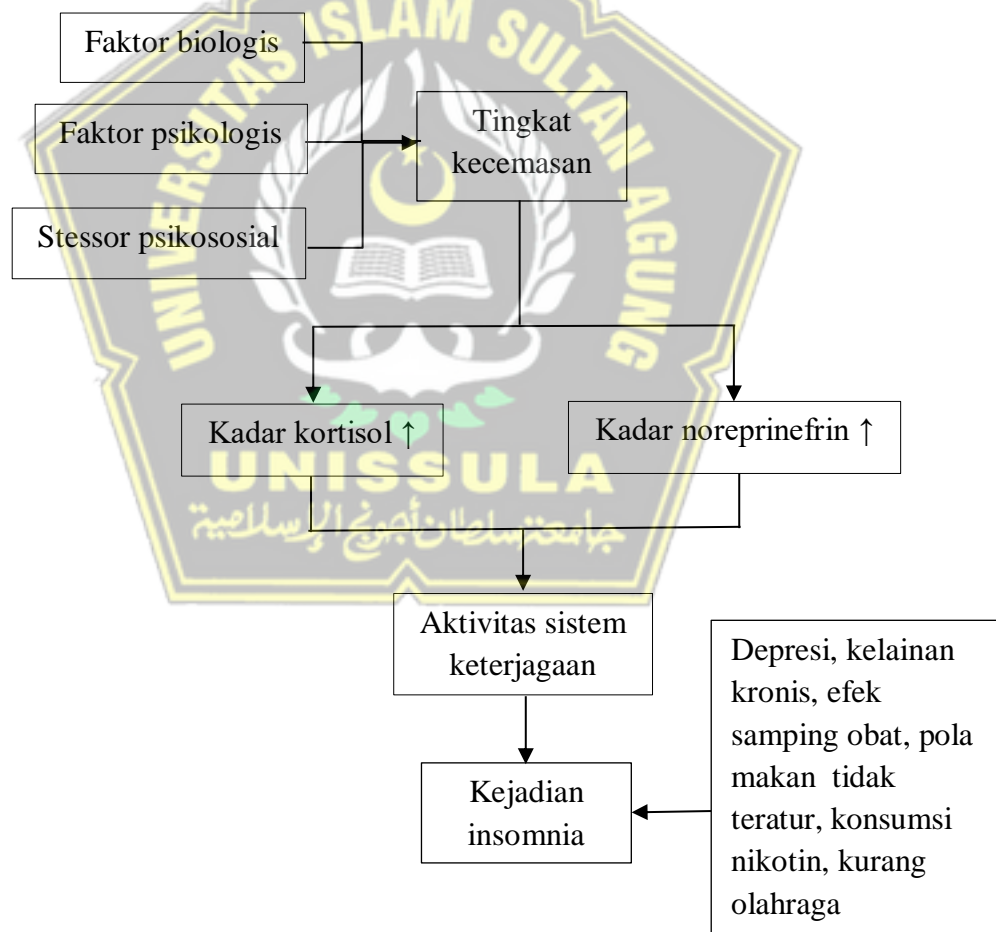 Faktor biologis
Faktor psikologis
Stessor psikososial
Tingkat
kecemasan
Kadar kortisol ↑
Kadar noreprinefrin ↑
Aktivitas sistem
keterjagaan
Kejadian
insomnia
Depresi, kelainan
kronis, efek
samping obat, pola
makan tidak
teratur, konsumsi
nikotin, kurang
olahraga
UNIVERSITAS ISLAM SULTAN AGUNG
UNISSULA
جامعة سلطان أجونج الإسلامية